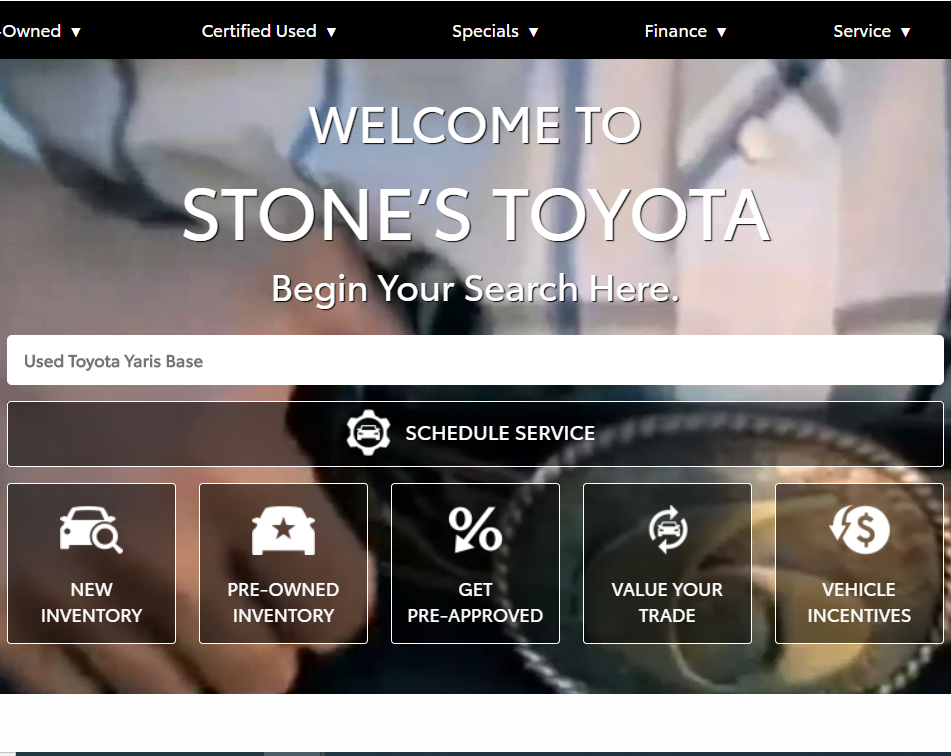 -Owned ▼ Certified Used ▼ Specials ▼ Finance ▼ Service ▼
WELCOME TO
STONE'S TOYOTA
Begin Your Search Here.
Used Toyota Yaris Base
SCHEDULE SERVICE
NEW
INVENTORY
PRE-OWNED
INVENTORY
GET
PRE-APPROVED
VALUE YOUR
TRADE
VEHICLE
INCENTIVES